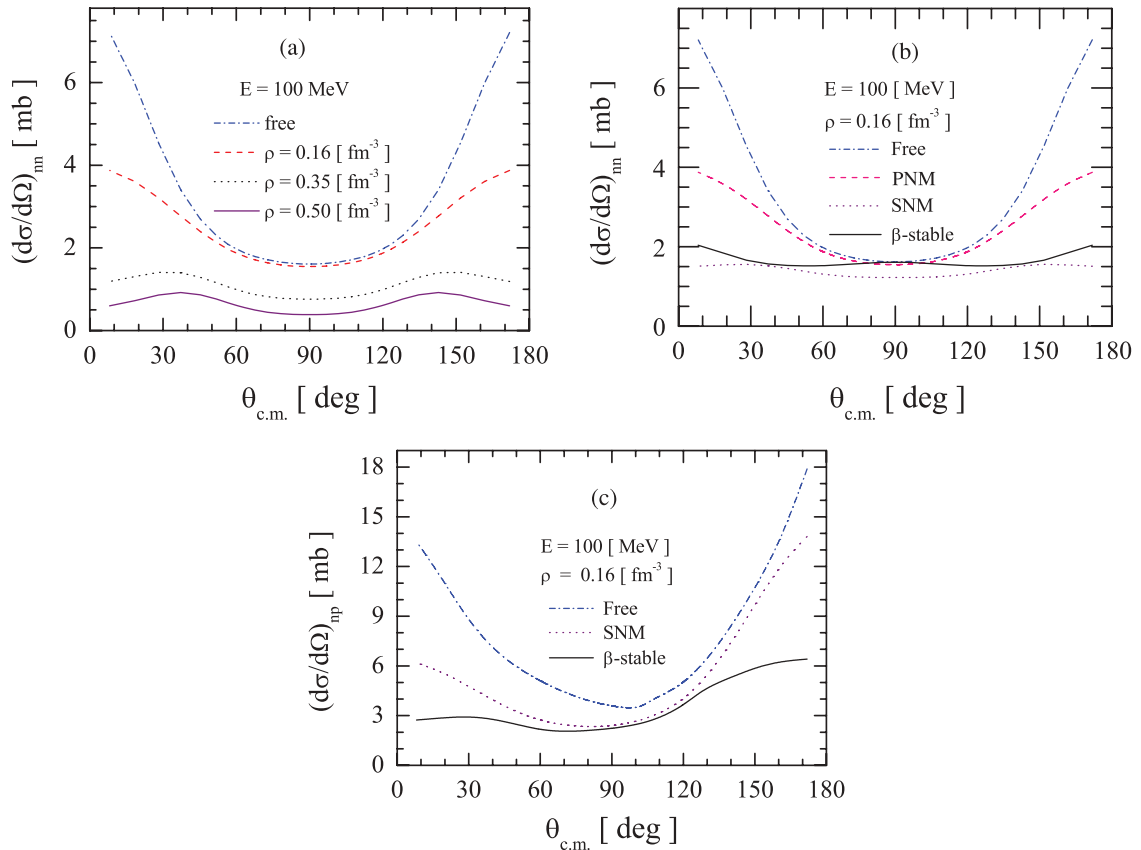 (a)
E = 100 MeV
free
ρ = 0.16 [ fm⁻³ ]
ρ = 0.35 [ fm⁻³ ]
ρ = 0.50 [ fm⁻³ ]
(dσ/dΩ)nn [ mb ]
6
4
2
0
0 30 60 90 120 150 180
θc.m. [ deg ]
(b)
E = 100 [ MeV ]
ρ = 0.16 [ fm⁻³ ]
Free
PNM
SNM
β-stable
(dσ/dΩ)nn [ mb ]
6
4
2
0
0 30 60 90 120 150 180
θc.m. [ deg ]
(c)
E = 100 [ MeV ]
ρ = 0.16 [ fm⁻³ ]
Free
SNM
β-stable
(dσ/dΩ)np [ mb ]
18
15
12
9
6
3
0
0 30 60 90 120 150 180
θc.m. [ deg ]